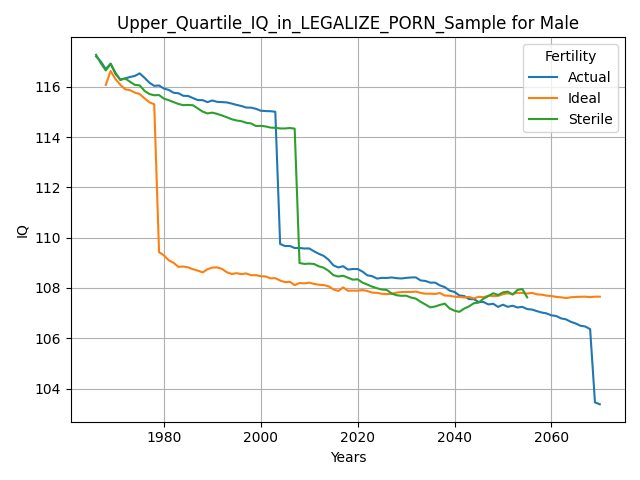 Upper_Quartile_IQ_in_LEGALIZE_PORN_Sample for Male
Fertility
Actual
Ideal
Sterile
IQ
116
114
112
110
108
106
104
1980
2000
2020
2040
2060
Years